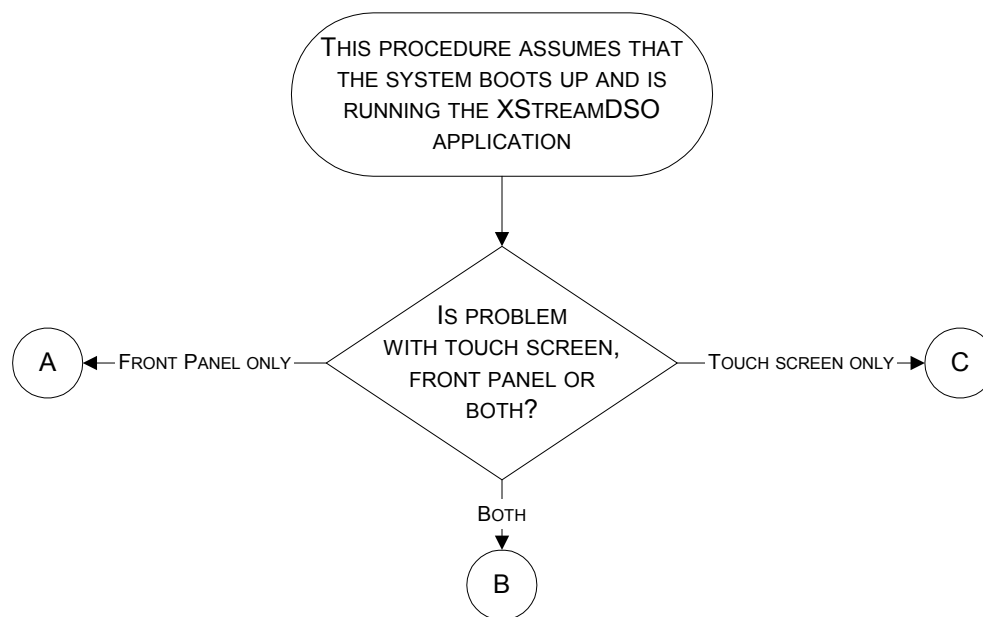 THIS PROCEDURE ASSUMES THAT
THE SYSTEM BOOTS UP AND IS
RUNNING THE XSTREAMDSO
APPLICATION
IS PROBLEM
WITH TOUCH SCREEN,
FRONT PANEL OR
BOTH?
A
FRONT PANEL ONLY
TOUCH SCREEN ONLY
C
BOTH
B